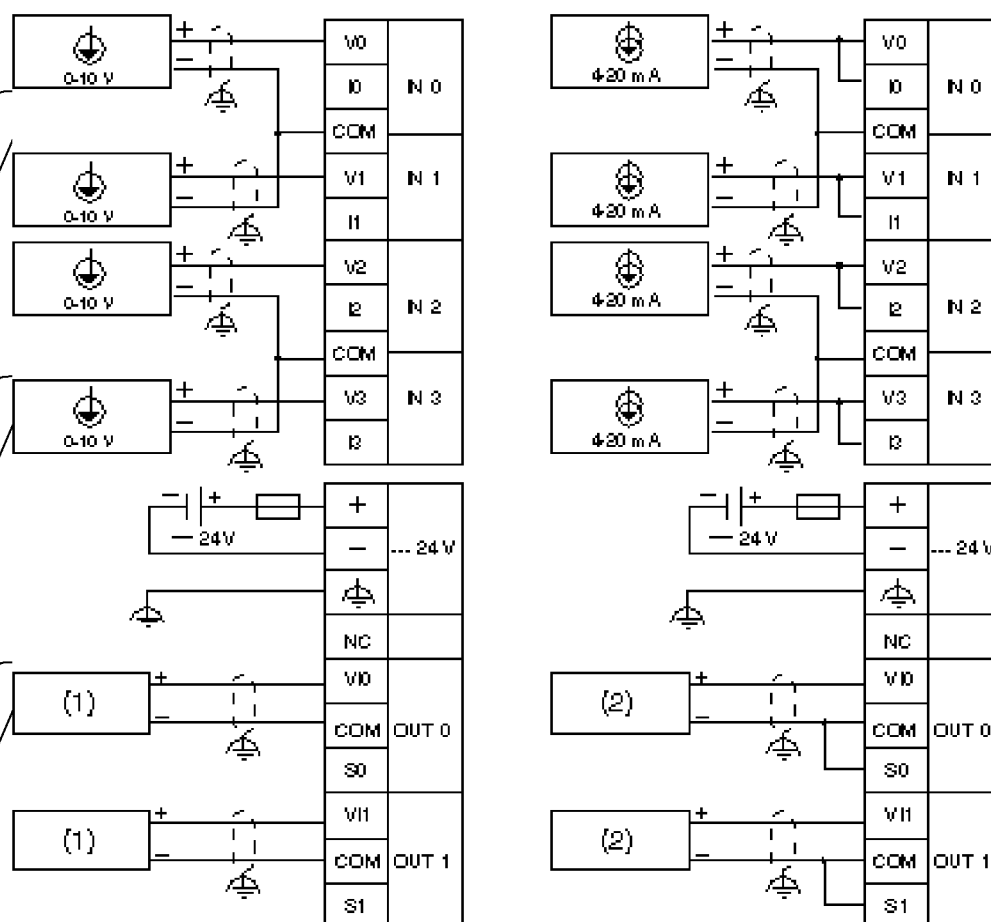 +
V0
0-10 V
−
I0
IN 0
COM
+
V1
IN 1
0-10 V
−
I1
+
V2
0-10 V
−
I2
IN 2
COM
+
V3
IN 3
0-10 V
−
I3
− +
+
— 24 V
−
--- 24 V
NC
+
VI0
(1)
−
COM
OUT 0
S0
+
VI1
(1)
−
COM
OUT 1
S1
+
V0
4-20 mA
−
I0
IN 0
COM
+
V1
IN 1
4-20 mA
−
I1
+
V2
4-20 mA
−
I2
IN 2
COM
+
V3
IN 3
4-20 mA
−
I3
− +
+
— 24 V
−
--- 24 V
NC
+
VI0
(2)
−
COM
OUT 0
S0
+
VI1
(2)
−
COM
OUT 1
S1